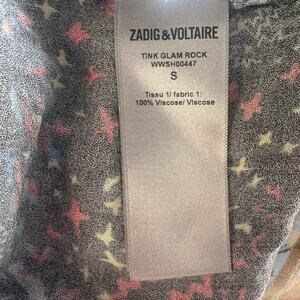 ZADIG & VOLTAIRE
TINK GLAM ROCK
WWSH00447
S
Tissu 1/ fabric 1:
100% Viscose/ Viscose